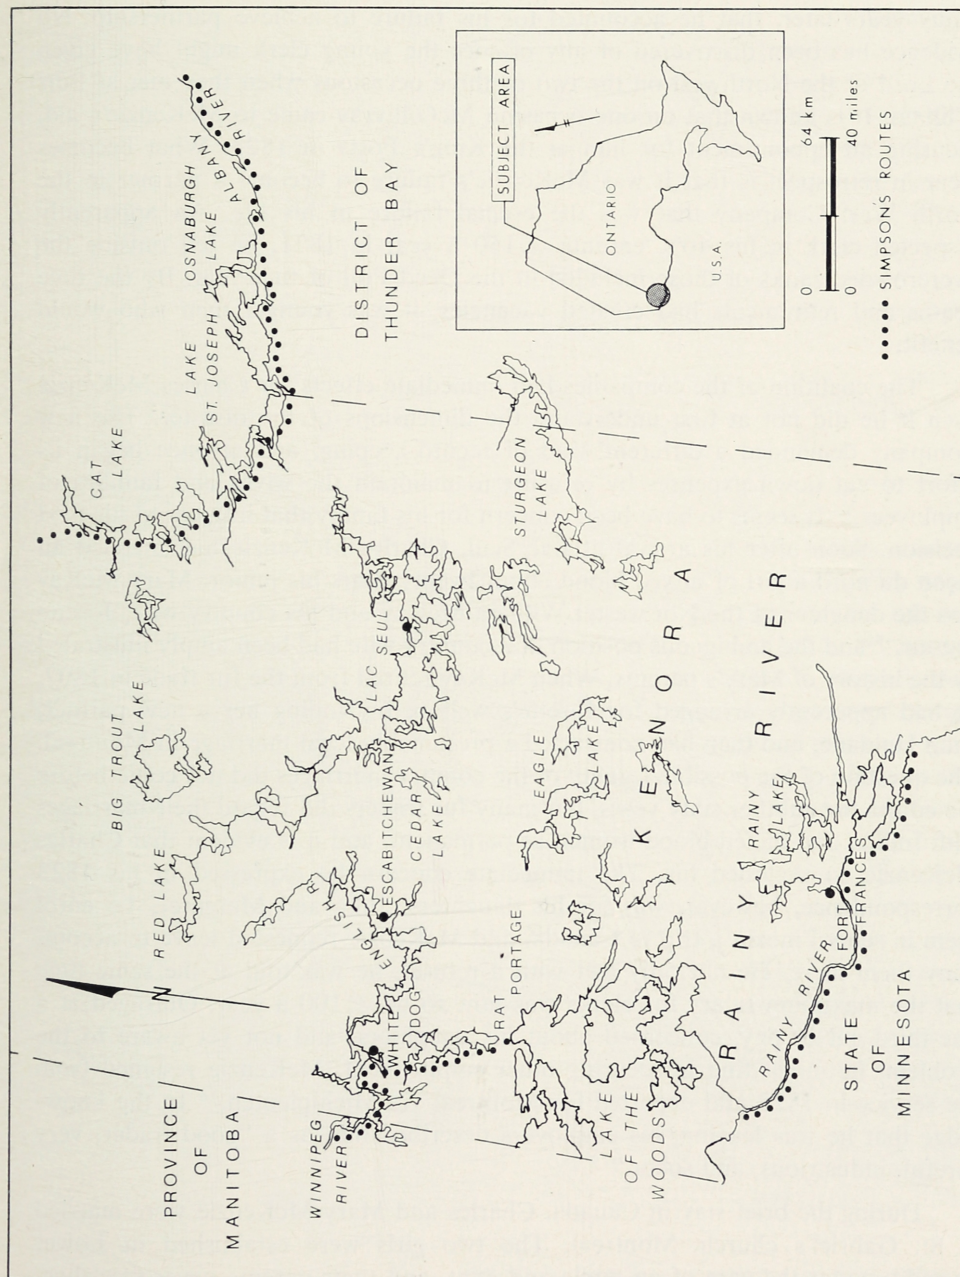 PROVINCE
OF
MANITOBA
WINNIPEG
RIVER
N
RED LAKE
BIG TROUT
LAKE
CAT
LAKE
LAKE
ST. JOSEPH
OSNABURGH
LAKE
ALBANY
RIVER
DISTRICT OF
THUNDER BAY
ENGLISH R
WHITE
DOG
ESCABITCHEWAN
CEDAR
LAKE
LAC SEUL
RAT PORTAGE
EAGLE
LAKE
STURGEON
LAKE
KENORA
LAKE
OF THE
WOODS
RAINY RIVER
RAINY
LAKE
RAINY RIVER
FORT
FRANCES
STATE
OF
MINNESOTA
SUBJECT AREA
ONTARIO
U.S.A.
0 64 km
0 40 miles
SIMPSON'S ROUTES